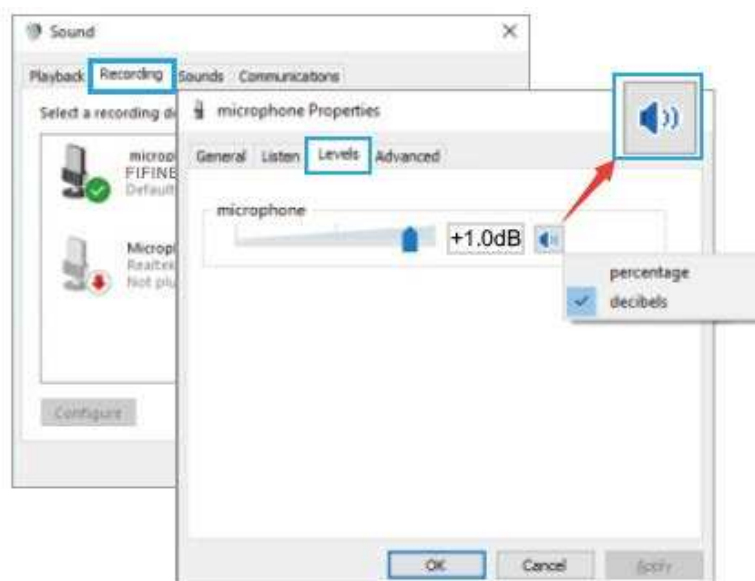 Sound
Playback Recording Sounds Communications
Select a recording de
microp
FIFINE
Default
Microp
Realtek
Not plu
Configure
microphone Properties
General Listen Levels Advanced
microphone
+1.0dB
percentage
decibels
OK Cancel Apply